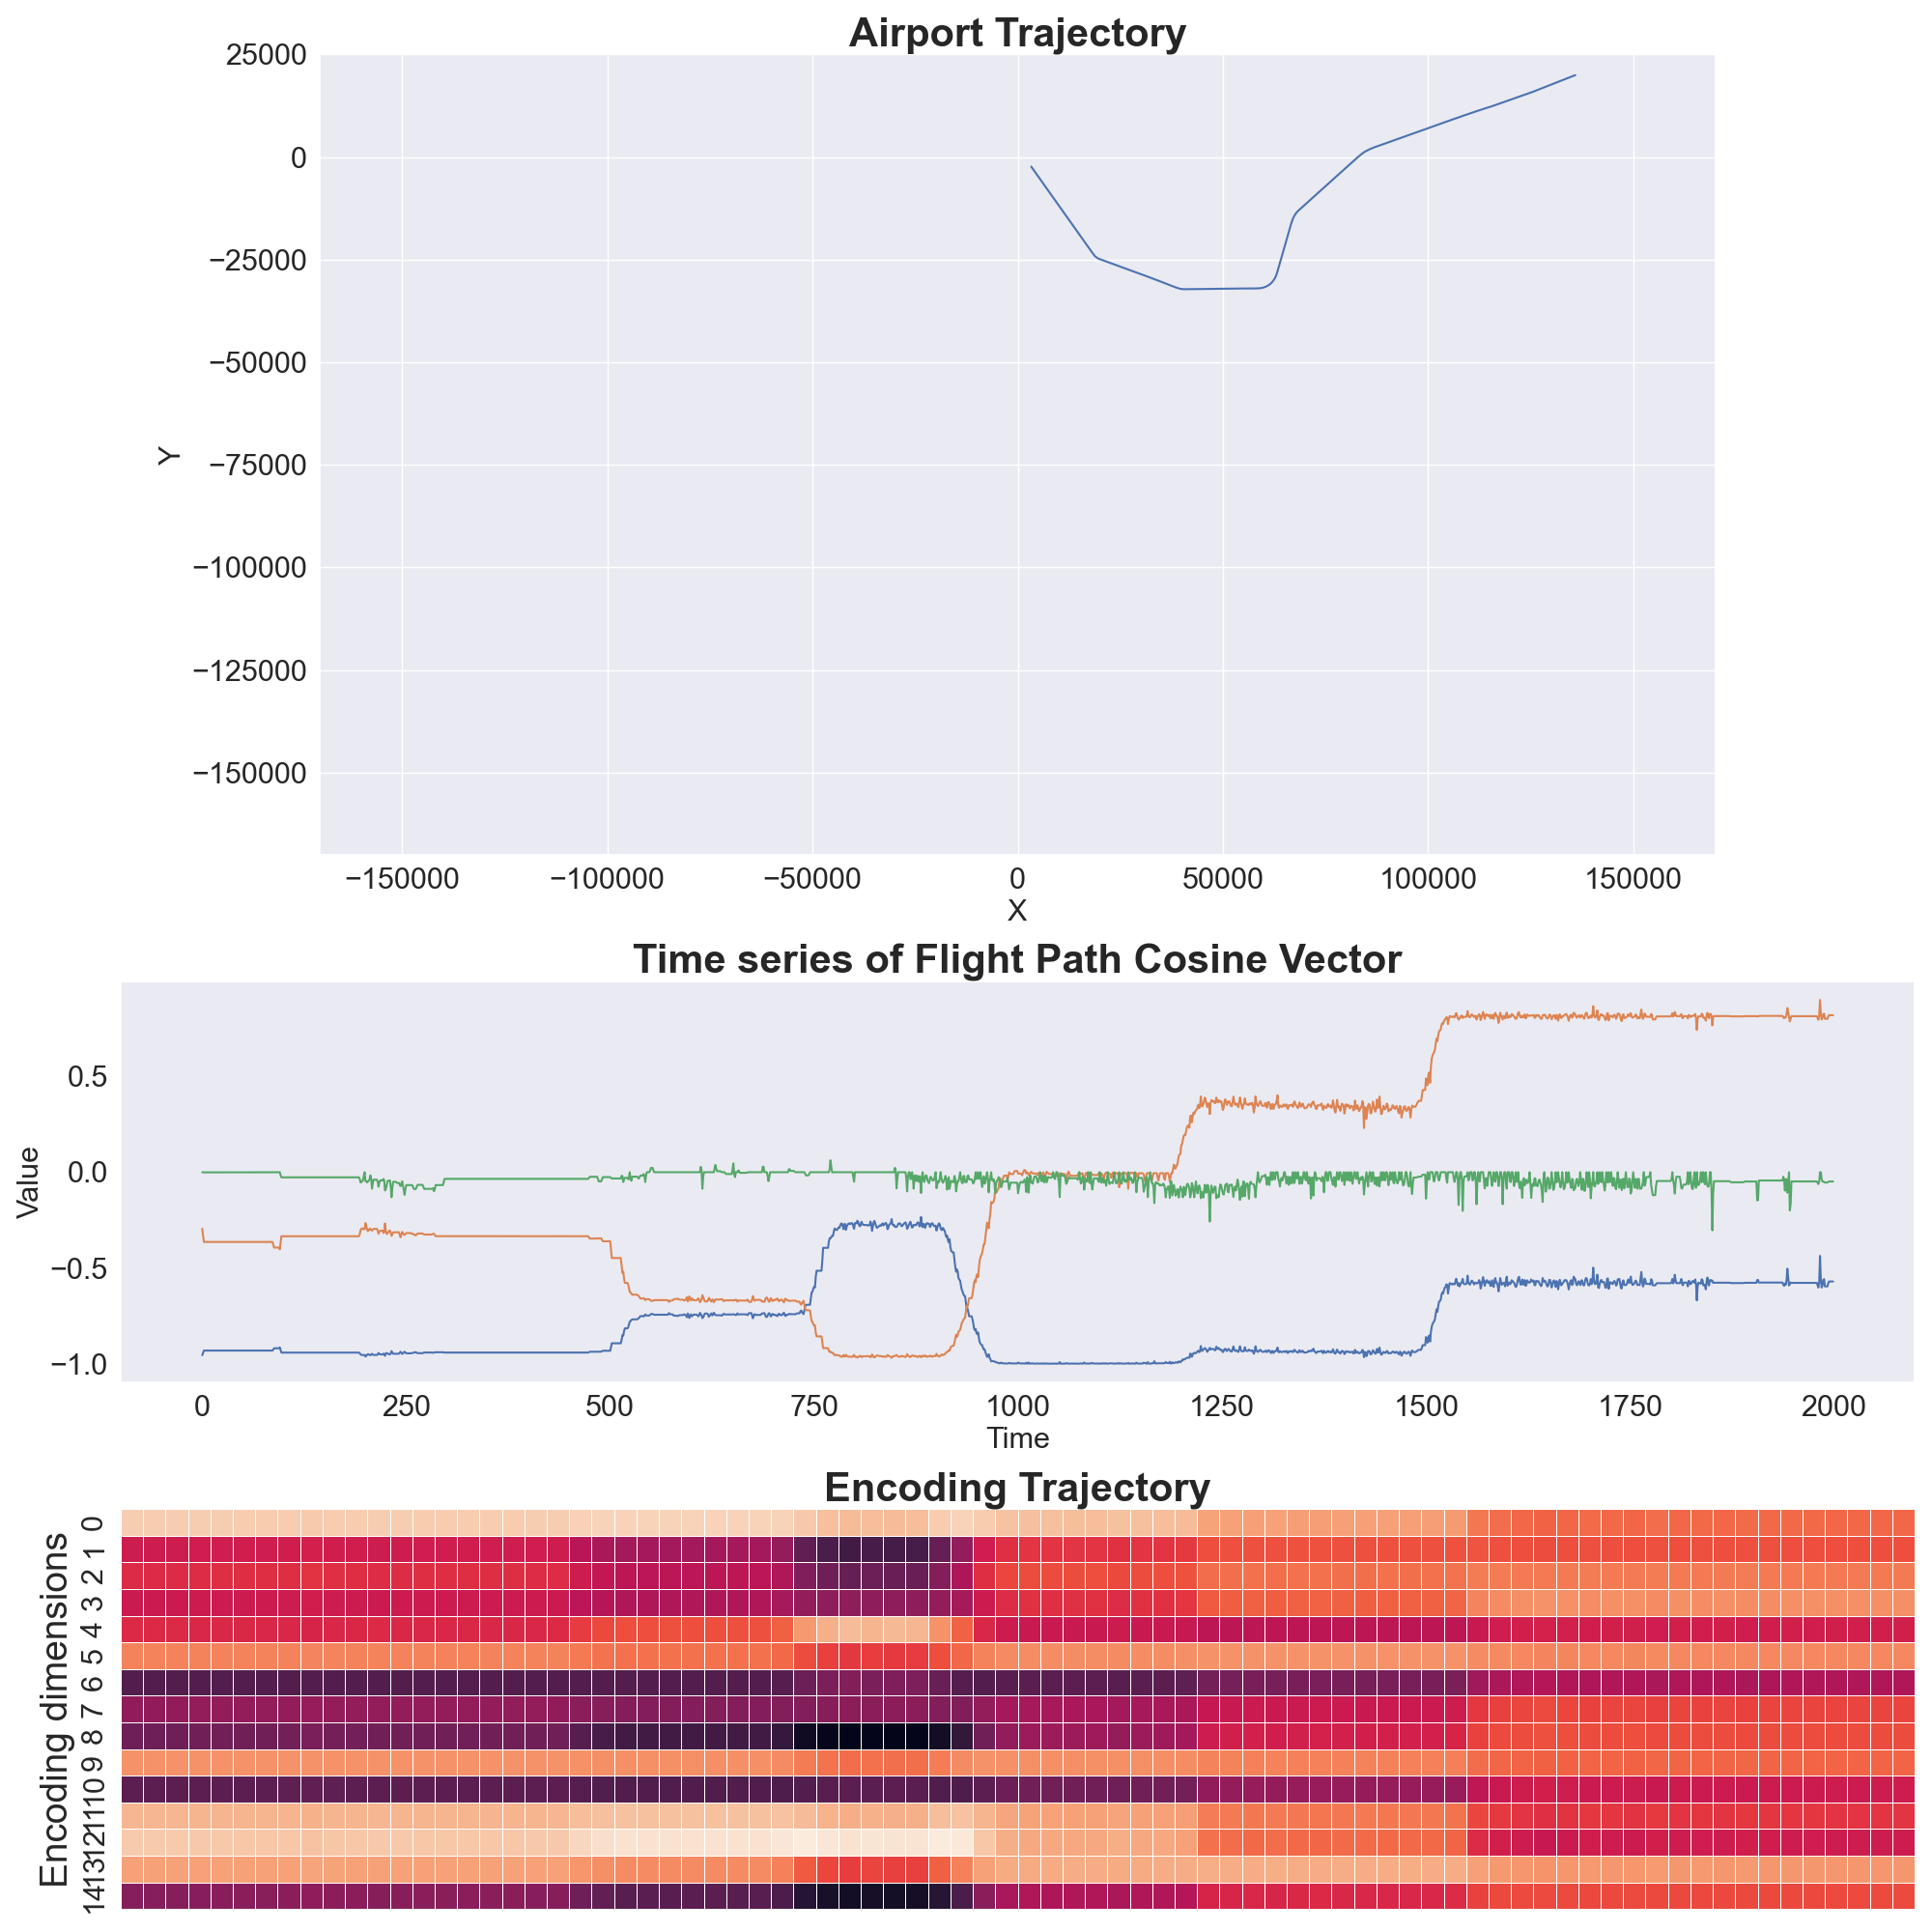 Airport Trajectory
25000
0
−25000
−50000
−75000
−100000
−125000
−150000
Y
−150000 −100000 −50000 0 50000 100000 150000
X
Time series of Flight Path Cosine Vector
0.5
0.0
−0.5
−1.0
Value
0 250 500 750 1000 1250 1500 1750 2000
Time
Encoding Trajectory
Encoding dimensions
0
1
2
3
4
5
6
7
8
9
10
11
12
13
14